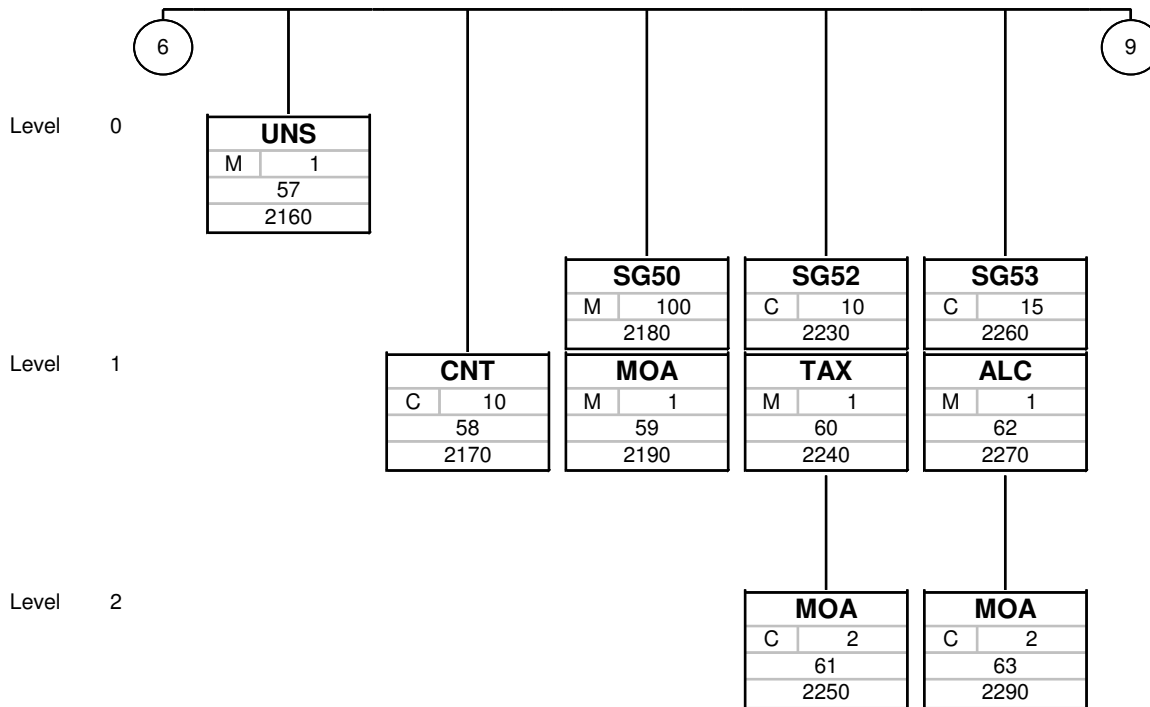 6
9
Level 0
UNS
M 1
57
2160
SG50 SG52 SG53
M 100 C 10 C 15
2180 2230 2260
Level 1
CNT MOA TAX ALC
C 10 M 1 M 1 M 1
58 59 60 62
2170 2190 2240 2270
Level 2
MOA MOA
C 2 C 2
61 63
2250 2290